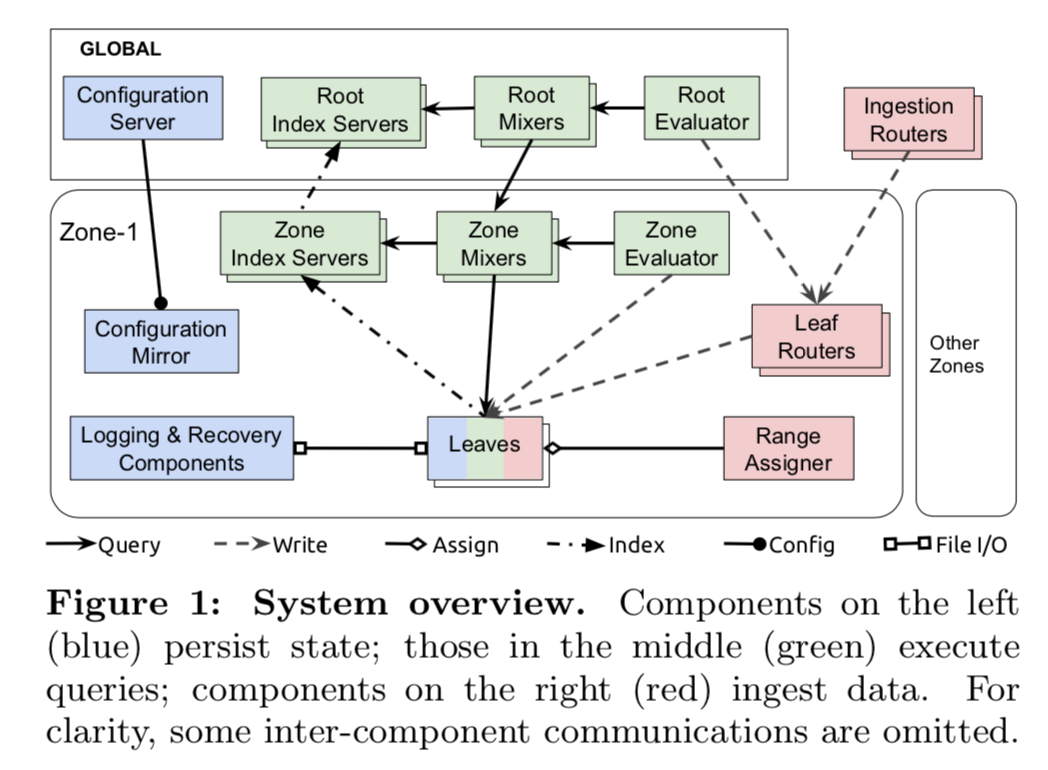 GLOBAL
Configuration
Server
Root
Index Servers
Root
Mixers
Root
Evaluator
Ingestion
Routers
Zone-1
Zone
Index Servers
Zone
Mixers
Zone
Evaluator
Configuration
Mirror
Leaf
Routers
Other
Zones
Logging & Recovery
Components
Leaves
Range
Assigner
Query
Write
Assign
Index
Config
File I/O
Figure 1: System overview. Components on the left
(blue) persist state; those in the middle (green) execute
queries; components on the right (red) ingest data. For
clarity, some inter-component communications are omitted.